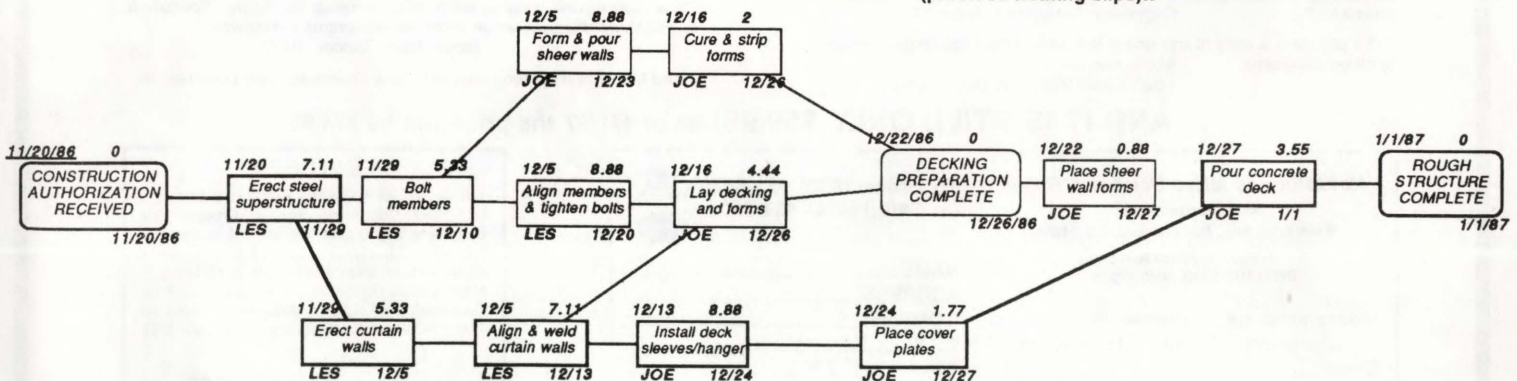 12/5 8.88
Form & pour
sheer walls
JOE 12/23
12/16 2
Cure & strip
forms
JOE 12/26
11/20/86 0
CONSTRUCTION
AUTHORIZATION
RECEIVED
11/20/86
11/20 7.11
Erect steel
superstructure
LES 11/29
11/29 5.33
Bolt
members
LES 12/10
12/5 8.88
Align members
& tighten bolts
LES 12/20
12/16 4.44
Lay decking
and forms
JOE 12/26
12/22/86 0
DECKING
PREPARATION
COMPLETE
12/26/86
12/22 0.88
Place sheer
wall forms
JOE 12/27
12/27 3.55
Pour concrete
deck
JOE 1/1
1/1/87 0
ROUGH
STRUCTURE
COMPLETE
1/1/87
11/29 5.33
Erect curtain
walls
LES 12/5
12/5 7.11
Align & weld
curtain walls
LES 12/13
12/13 8.88
Install deck
sleeves/hanger
JOE 12/24
12/24 1.77
Place cover
plates
JOE 12/27